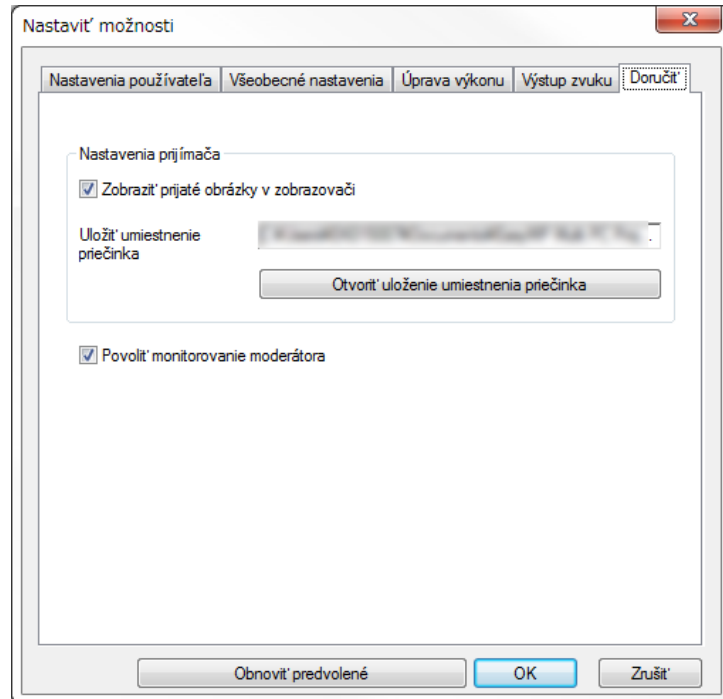 Nastaviť možnosti
Nastavenia používateľa Všeobecné nastavenia Úprava výkonu Výstup zvuku Doručiť
Nastavenia prijímača
Zobraziť prijaté obrázky v zobrazovači
Uložiť umiestnenie
priečinka
Otvoriť uloženie umiestnenia priečinka
Povoliť monitorovanie moderátora
Obnoviť predvolené OK Zrušiť